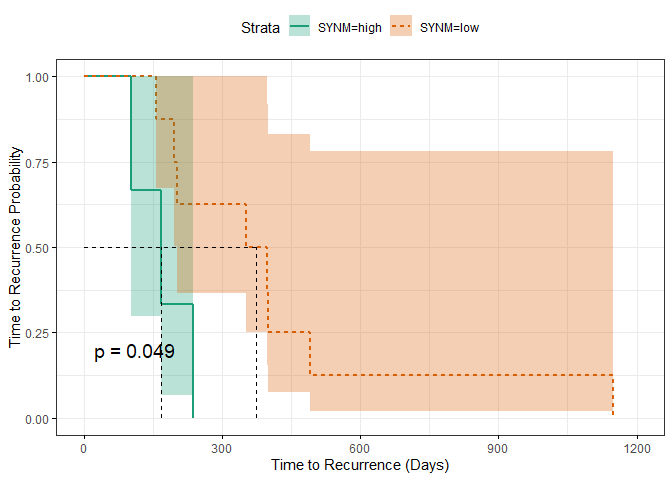 Strata SYNM=high SYNM=low
Time to Recurrence Probability
1.00
0.75
0.50
0.25
0.00
p = 0.049
0 300 600 900 1200
Time to Recurrence (Days)